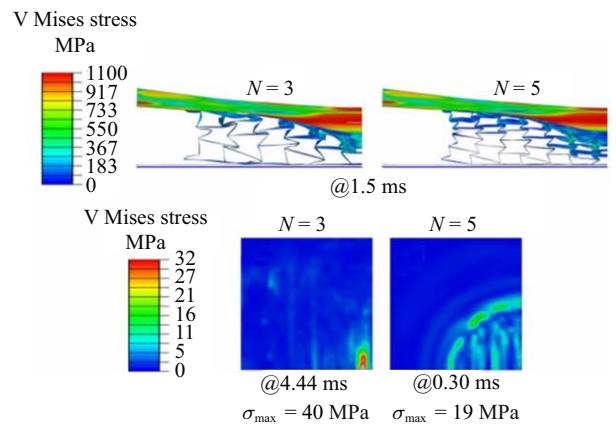 V Mises stress
MPa
1100
917
733
550
367
183
0
N = 3
N = 5
@1.5 ms
V Mises stress
MPa
32
27
21
16
11
5
0
N = 3
N = 5
@4.44 ms
@0.30 ms
σmax = 40 MPa
σmax = 19 MPa